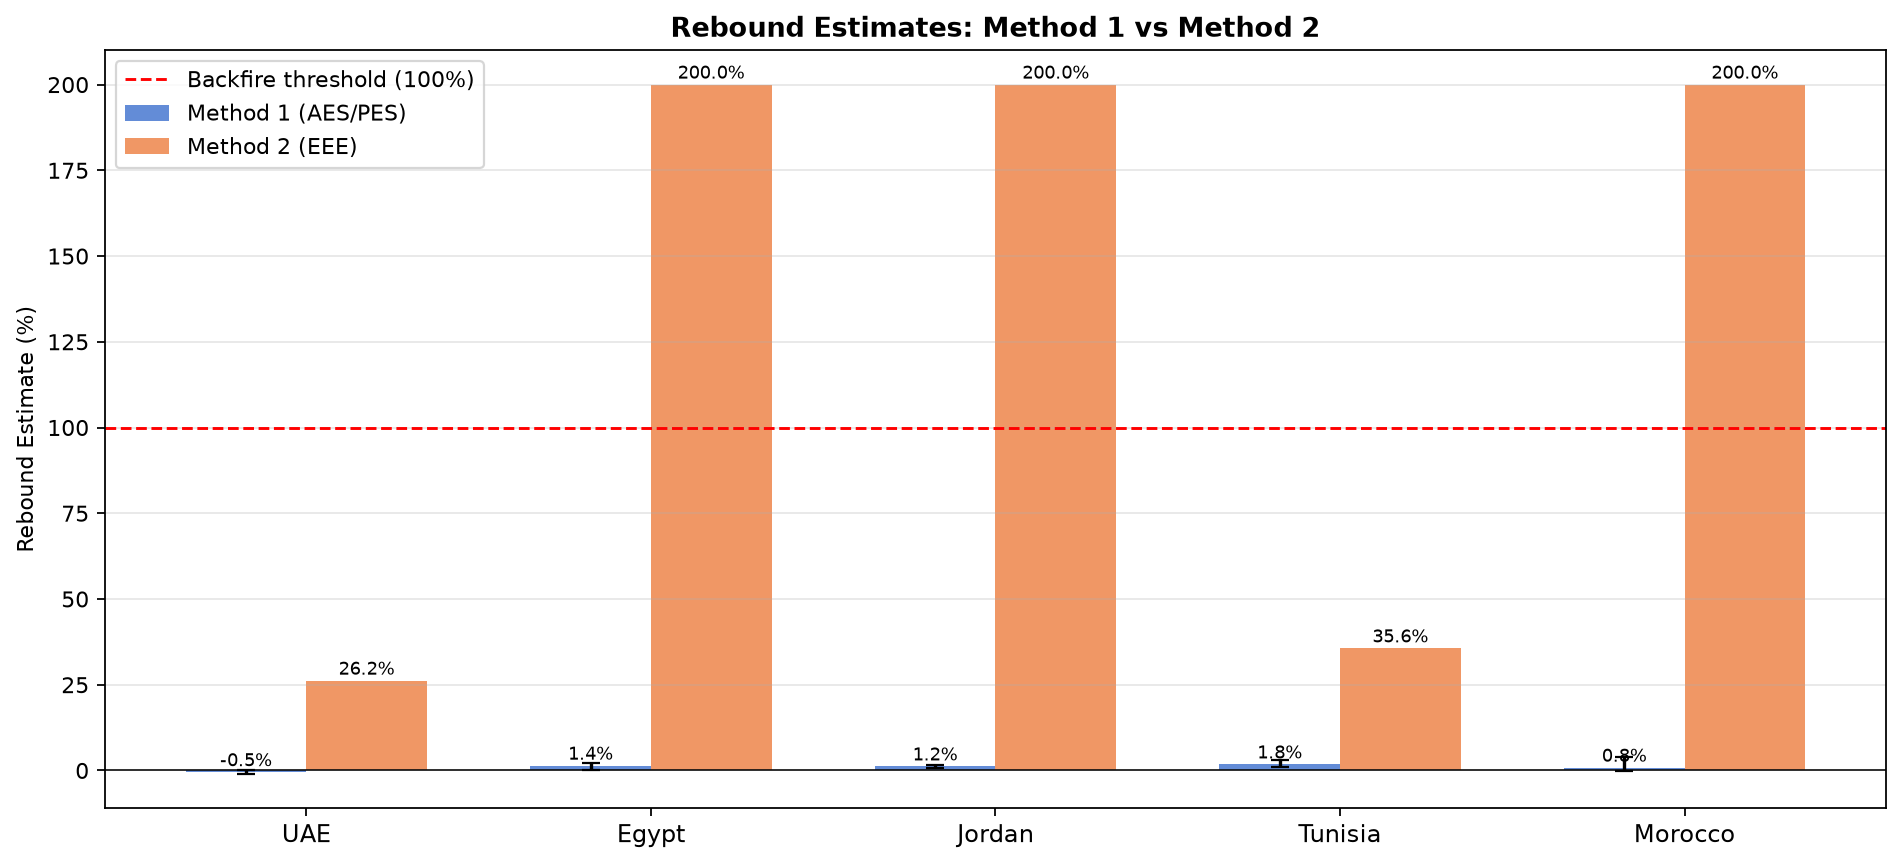 Rebound Estimates: Method 1 vs Method 2
Backfire threshold (100%)
Method 1 (AES/PES)
Method 2 (EEE)
Rebound Estimate (%)
200
175
150
125
100
75
50
25
0
-0.5%
26.2%
1.4%
200.0%
1.2%
200.0%
1.8%
35.6%
0.8%
200.0%
UAE
Egypt
Jordan
Tunisia
Morocco